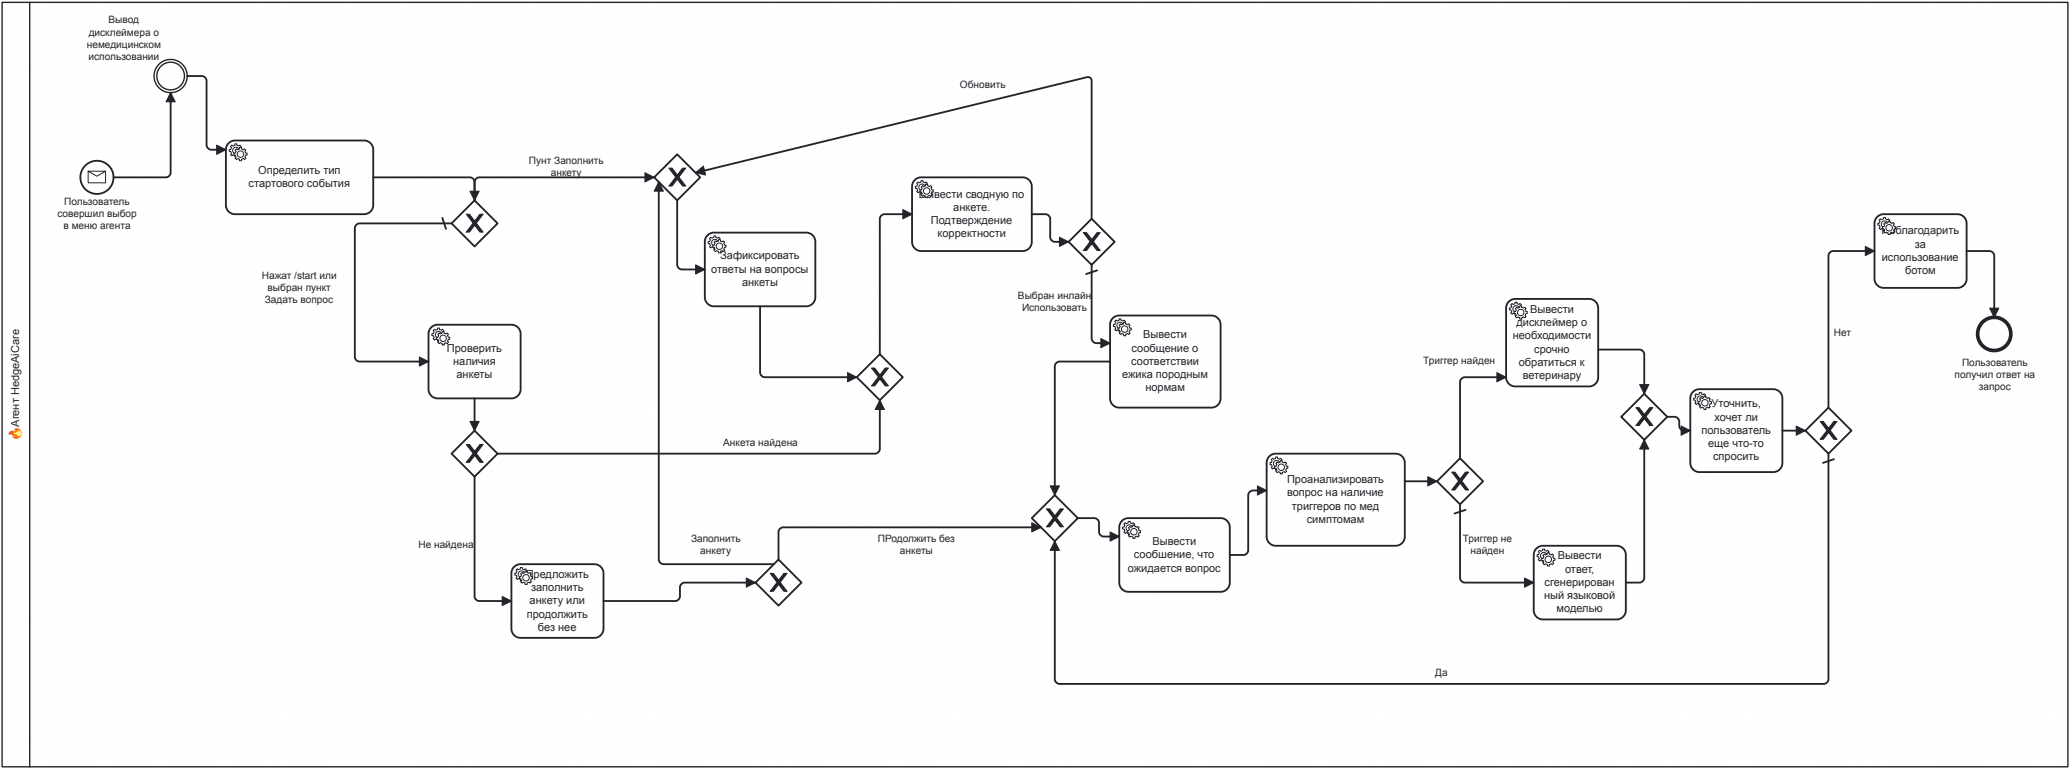 Агент HedgeAiCare
Вывод
дисклеймера о
немедицинском
использовании
Пользователь
совершил выбор
в меню агента
Определить тип
стартового события
Пунт Заполнить
анкету
Нажат /start или
выбран пункт
Задать вопрос
Проверить
наличия
анкеты
Анкета найдена
Не найдена
Предложить
заполнить
анкету или
продолжить
без нее
Заполнить
анкету
ПРодолжить без
анкеты
Зафиксировать
ответы на вопросы
анкеты
Вывести сводную по
анкете.
Подтверждение
корректности
Обновить
Выбран инлайн
Использовать
Вывести
сообщение о
соответствии
ежика породным
нормам
Вывести
сообщение, что
ожидается вопрос
Проанализировать
вопрос на наличие
триггеров по мед
симптомам
Триггер найден
Триггер не
найден
Вывести
дисклеймер о
необходимости
срочно
обратиться к
ветеринару
Вывести
ответ,
сгенерирован
ный языковой
моделью
Уточнить,
хочет ли
пользователь
еще что-то
спросить
Да
Нет
Поблагодарить
за
использование
ботом
Пользователь
получил ответ на
запрос